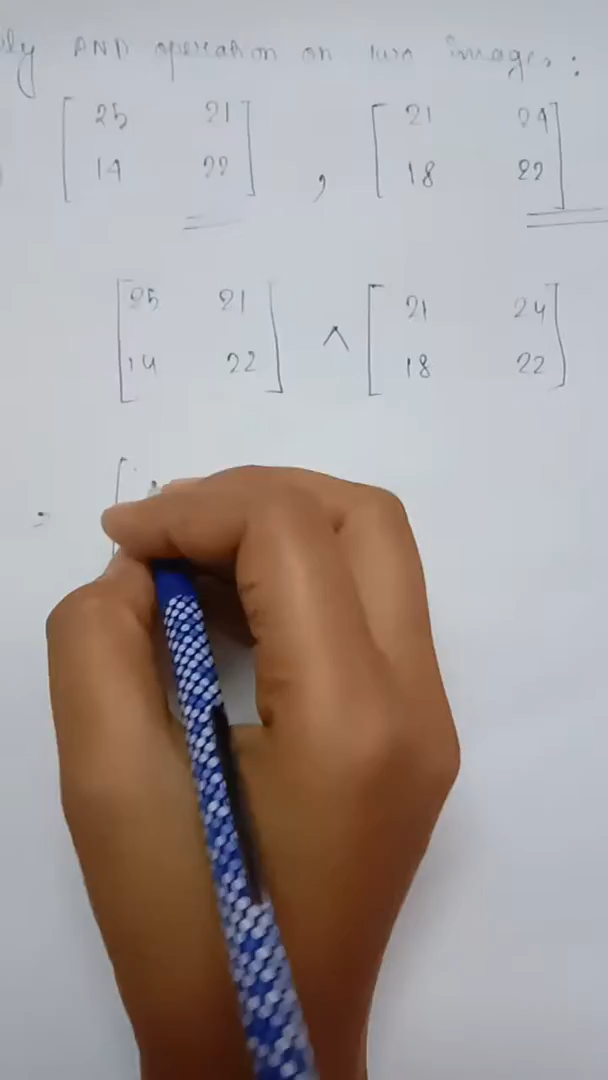 AND operation on two images:
[25 21] [21 24]
[14 22] , [18 22]
[25 21] ∧ [21 24]
[14 22] [18 22]
= [